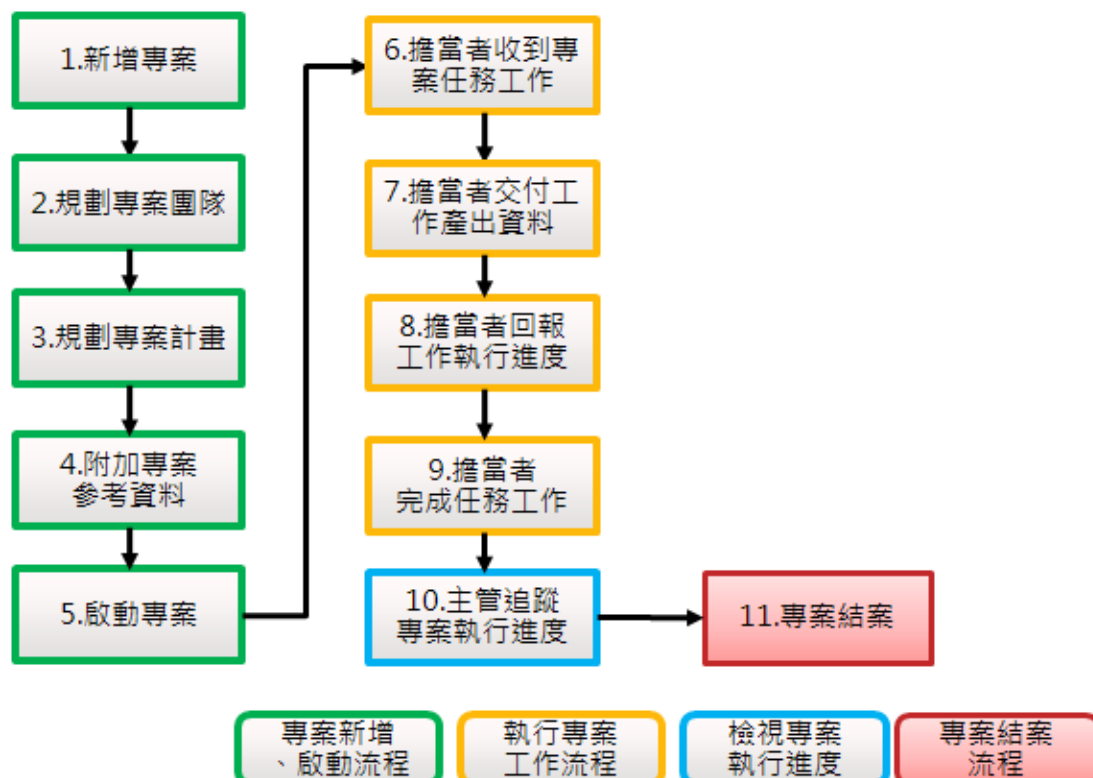 1.新增專案
2.規劃專案團隊
3.規劃專案計畫
4.附加專案
參考資料
5.啟動專案
6.擔當者收到專
案任務工作
7.擔當者交付工
作產出資料
8.擔當者回報
工作執行進度
9.擔當者
完成任務工作
10.主管追蹤
專案執行進度
11.專案結案
專案新增
、啟動流程
執行專案
工作流程
檢視專案
執行進度
專案結案
流程